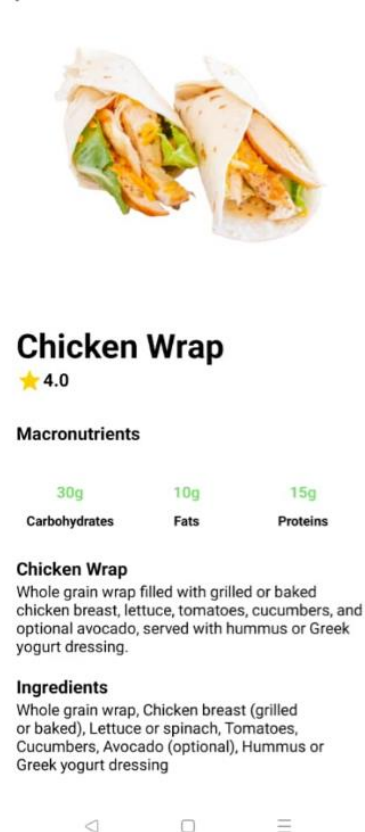 Chicken Wrap
4.0
Macronutrients
30g 10g 15g
Carbohydrates Fats Proteins
Chicken Wrap
Whole grain wrap filled with grilled or baked
chicken breast, lettuce, tomatoes, cucumbers, and
optional avocado, served with hummus or Greek
yogurt dressing.
Ingredients
Whole grain wrap, Chicken breast (grilled
or baked), Lettuce or spinach, Tomatoes,
Cucumbers, Avocado (optional), Hummus or
Greek yogurt dressing